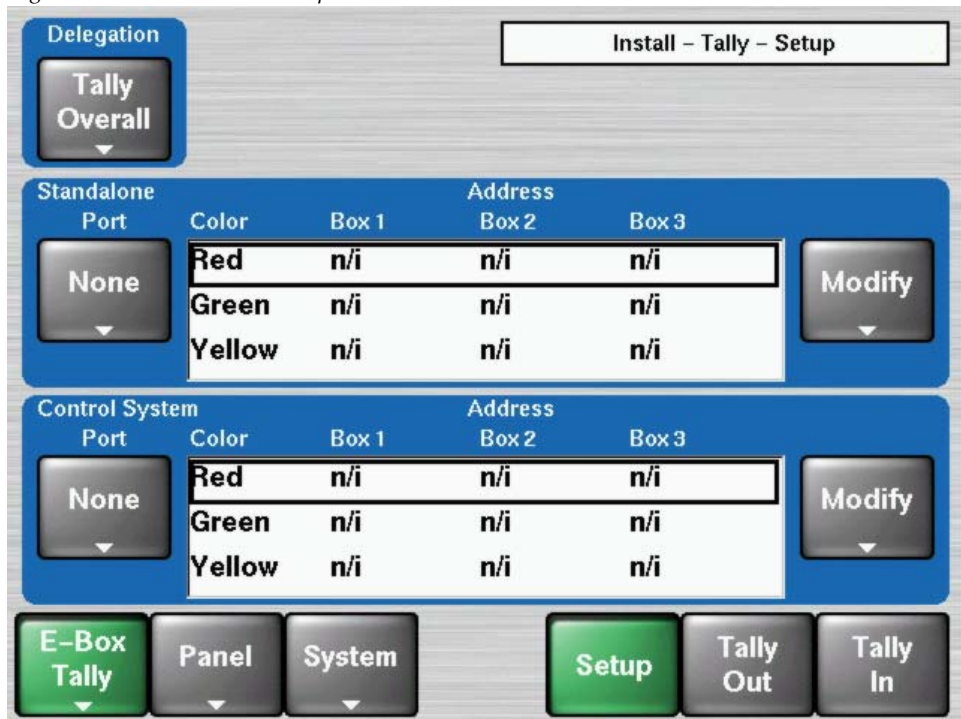 Delegation
Install – Tally – Setup
Tally
Overall
Standalone
Address
Port Color Box 1 Box 2 Box 3
None
Red n/i n/i n/i
Green n/i n/i n/i
Yellow n/i n/i n/i
Modify
Control System
Address
Port Color Box 1 Box 2 Box 3
None
Red n/i n/i n/i
Green n/i n/i n/i
Yellow n/i n/i n/i
Modify
E–Box
Tally
Panel
System
Setup
Tally
Out
Tally
In